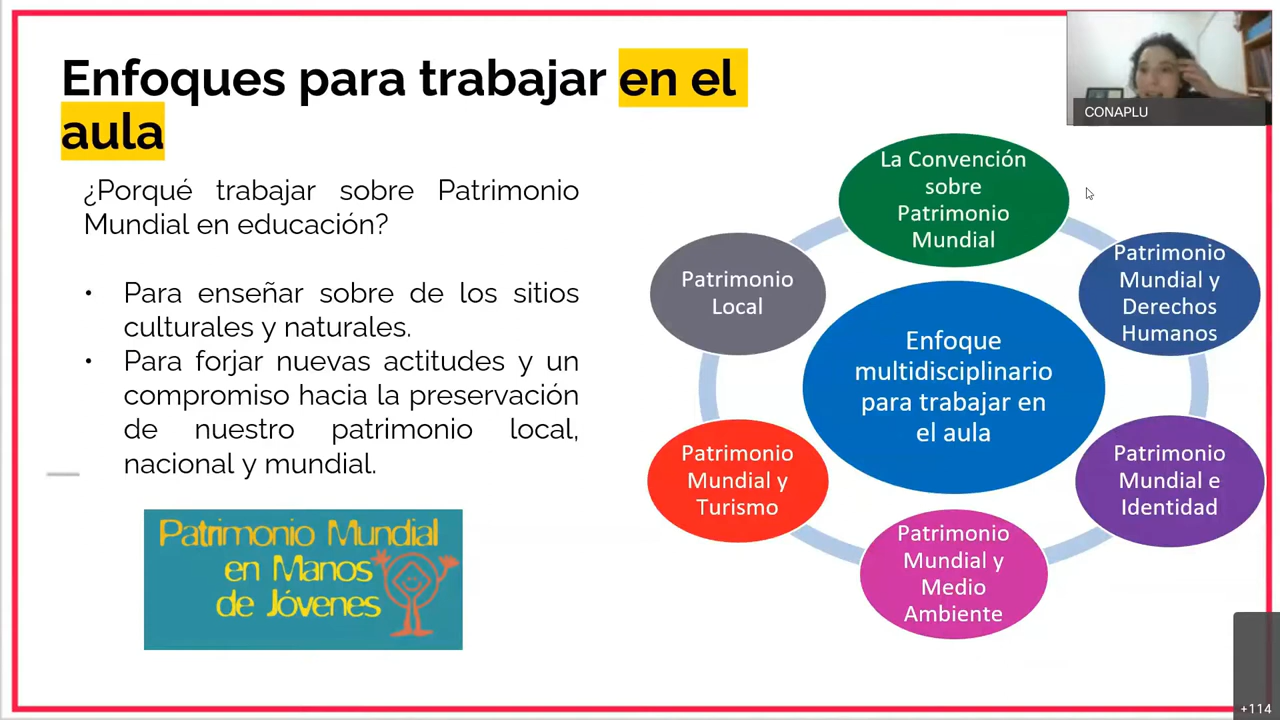 Enfoques para trabajar en el
aula
¿Porqué trabajar sobre Patrimonio
Mundial en educación?
• Para enseñar sobre de los sitios
culturales y naturales.
• Para forjar nuevas actitudes y un
compromiso hacia la preservación
de nuestro patrimonio local,
nacional y mundial.
Patrimonio Mundial
en Manos
de Jóvenes
CONAPLU
La Convención
sobre
Patrimonio
Mundial
Patrimonio
Mundial y
Derechos
Humanos
Patrimonio
Mundial e
Identidad
Patrimonio
Mundial y
Medio
Ambiente
Patrimonio
Mundial y
Turismo
Patrimonio
Local
Enfoque
multidisciplinario
para trabajar en
el aula
+114